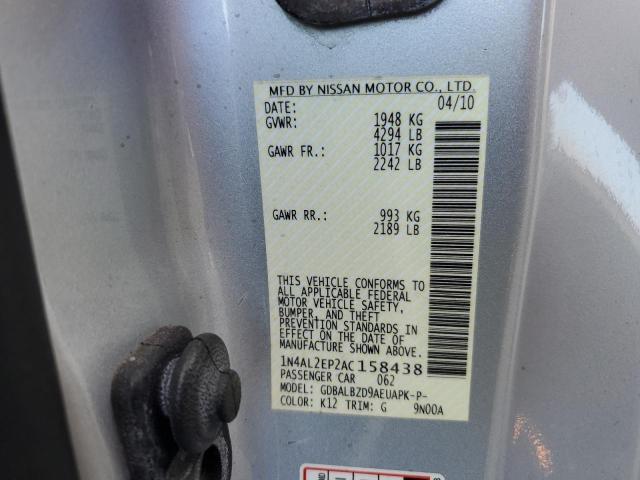 MFD BY NISSAN MOTOR CO., LTD.
DATE: 04/10
GVWR: 1948 KG
4294 LB
GAWR FR.: 1017 KG
2242 LB
GAWR RR.: 993 KG
2189 LB
THIS VEHICLE CONFORMS TO
ALL APPLICABLE FEDERAL
MOTOR VEHICLE SAFETY,
BUMPER, AND THEFT
PREVENTION STANDARDS IN
EFFECT ON THE DATE OF
MANUFACTURE SHOWN ABOVE.
1N4AL2EP2AC158438
PASSENGER CAR 062
MODEL: GDBALBZD9AEUAPK-P-
COLOR: K12 TRIM: G 9N00A